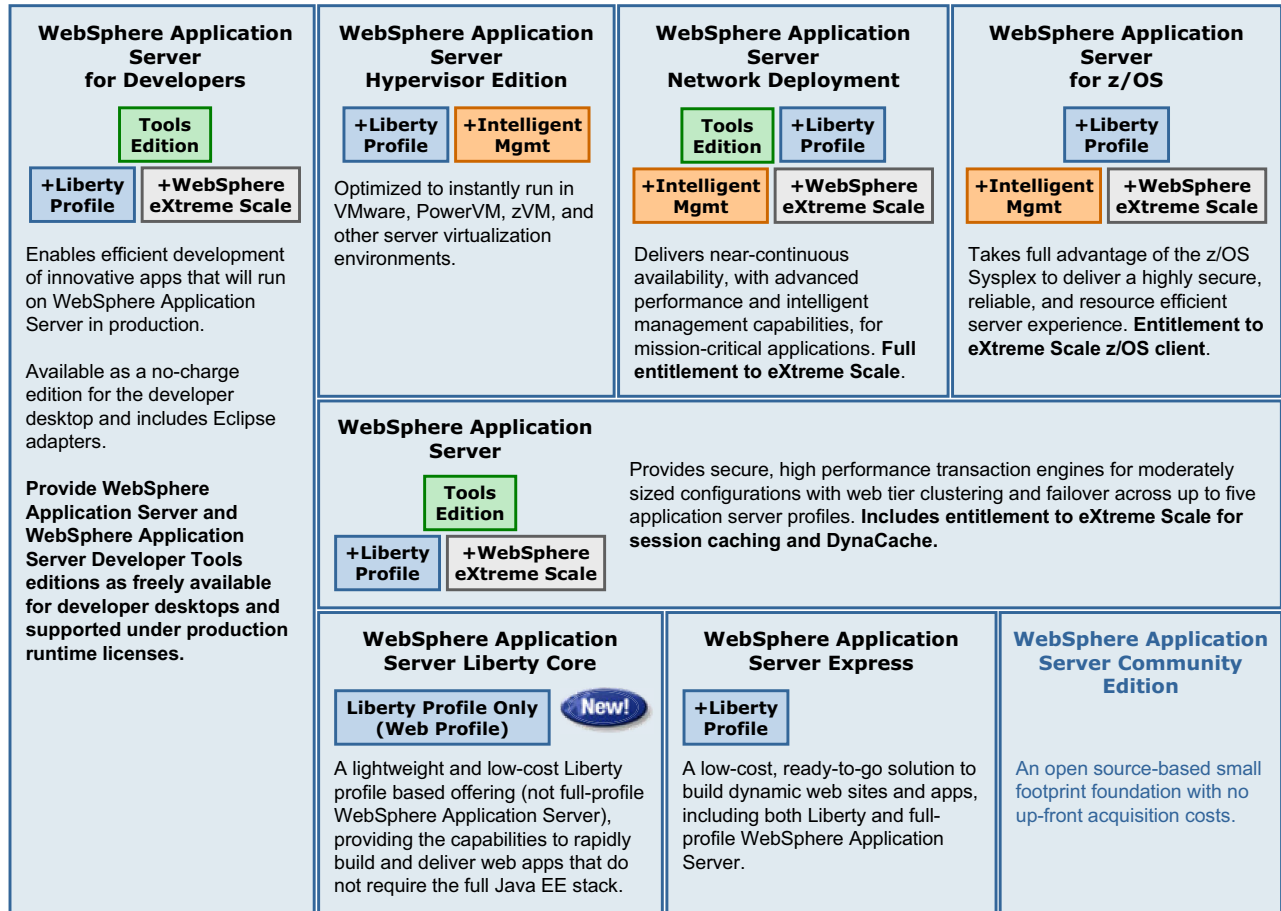 WebSphere Application
Server
for Developers
Tools
Edition
+Liberty
Profile
+WebSphere
eXtreme Scale
Enables efficient development
of innovative apps that will run
on WebSphere Application
Server in production.
Available as a no-charge
edition for the developer
desktop and includes Eclipse
adapters.
Provide WebSphere
Application Server and
WebSphere Application
Server Developer Tools
editions as freely available
for developer desktops and
supported under production
runtime licenses.
WebSphere Application
Server
Hypervisor Edition
+Liberty
Profile
+Intelligent
Mgmt
Optimized to instantly run in
VMware, PowerVM, zVM, and
other server virtualization
environments.
WebSphere Application
Server
Network Deployment
Tools
Edition
+Liberty
Profile
+Intelligent
Mgmt
+WebSphere
eXtreme Scale
Delivers near-continuous
availability, with advanced
performance and intelligent
management capabilities, for
mission-critical applications. Full
entitlement to eXtreme Scale.
WebSphere Application
Server
for z/OS
+Liberty
Profile
+Intelligent
Mgmt
+WebSphere
eXtreme Scale
Takes full advantage of the z/OS
Sysplex to deliver a highly secure,
reliable, and resource efficient
server experience. Entitlement to
eXtreme Scale z/OS client.
WebSphere Application
Server
Tools
Edition
+Liberty
Profile
+WebSphere
eXtreme Scale
Provides secure, high performance transaction engines for moderately
sized configurations with web tier clustering and failover across up to five
application server profiles. Includes entitlement to eXtreme Scale for
session caching and DynaCache.
WebSphere Application
Server Liberty Core
Liberty Profile Only
(Web Profile)
New!
A lightweight and low-cost Liberty
profile based offering (not full-profile
WebSphere Application Server),
providing the capabilities to rapidly
build and deliver web apps that do
not require the full Java EE stack.
WebSphere Application
Server Express
+Liberty
Profile
A low-cost, ready-to-go solution to
build dynamic web sites and apps,
including both Liberty and full-
profile WebSphere Application
Server.
WebSphere Application
Server Community
Edition
An open source-based small
footprint foundation with no
up-front acquisition costs.